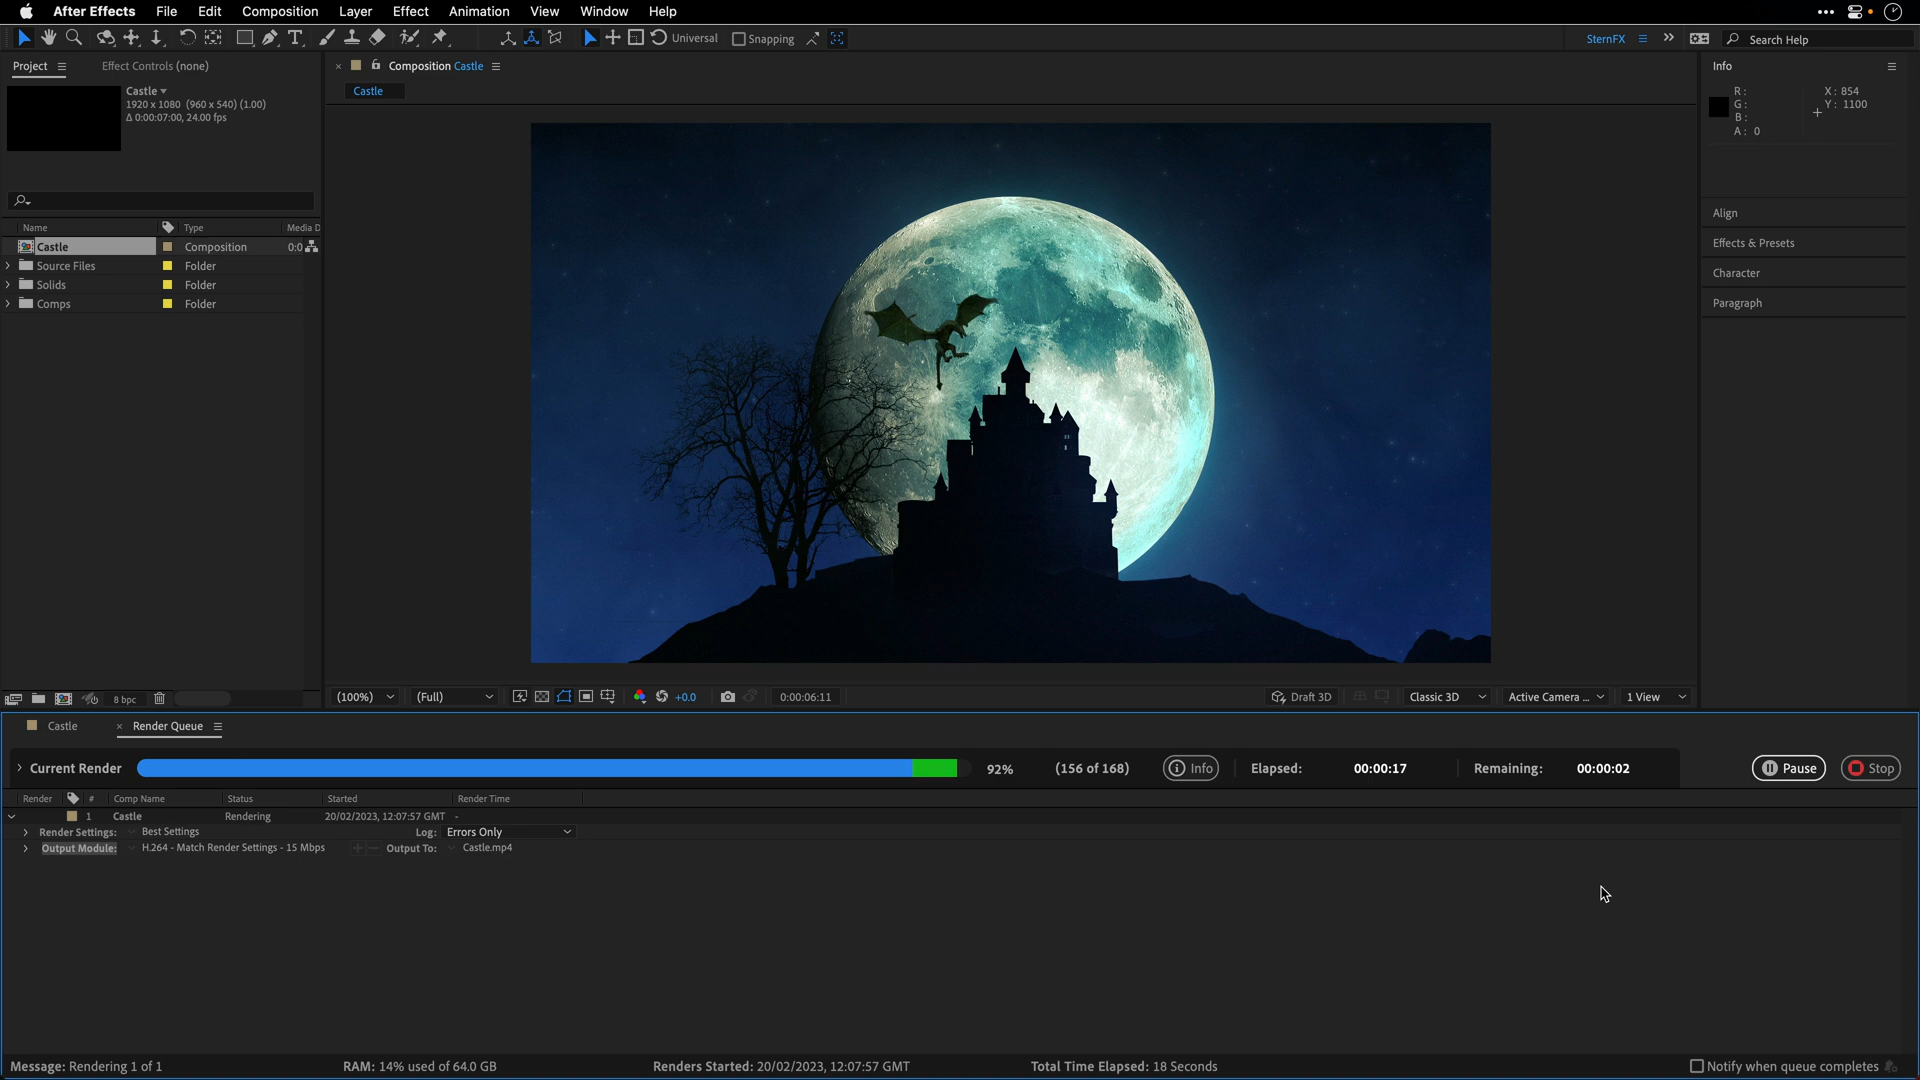 After Effects File Edit Composition Layer Effect Animation View Window Help
Universal Snapping SternFX Search Help
Project Effect Controls (none) Composition Castle Info
Castle
1920 x 1080 (960 x 540) (1.00)
Δ 0:00:07:00, 24.00 fps
Castle
R: X: 854
G: Y: 1100
B:
A: 0
Name Type Media D
Castle Composition 0:0
Source Files Folder
Solids Folder
Comps Folder
Align
Effects & Presets
Character
Paragraph
8 bpc (100%) (Full) +0.0 0:00:06:11 Draft 3D Classic 3D Active Camera ... 1 View
Castle × Render Queue
Current Render 92% (156 of 168) Info Elapsed: 00:00:17 Remaining: 00:00:02 Pause Stop
Render # Comp Name Status Started Render Time
1 Castle Rendering 20/02/2023, 12:07:57 GMT -
Render Settings: Best Settings Log: Errors Only
Output Module: H.264 - Match Render Settings - 15 Mbps Output To: Castle.mp4
Message: Rendering 1 of 1 RAM: 14% used of 64.0 GB Renders Started: 20/02/2023, 12:07:57 GMT Total Time Elapsed: 18 Seconds Notify when queue completes